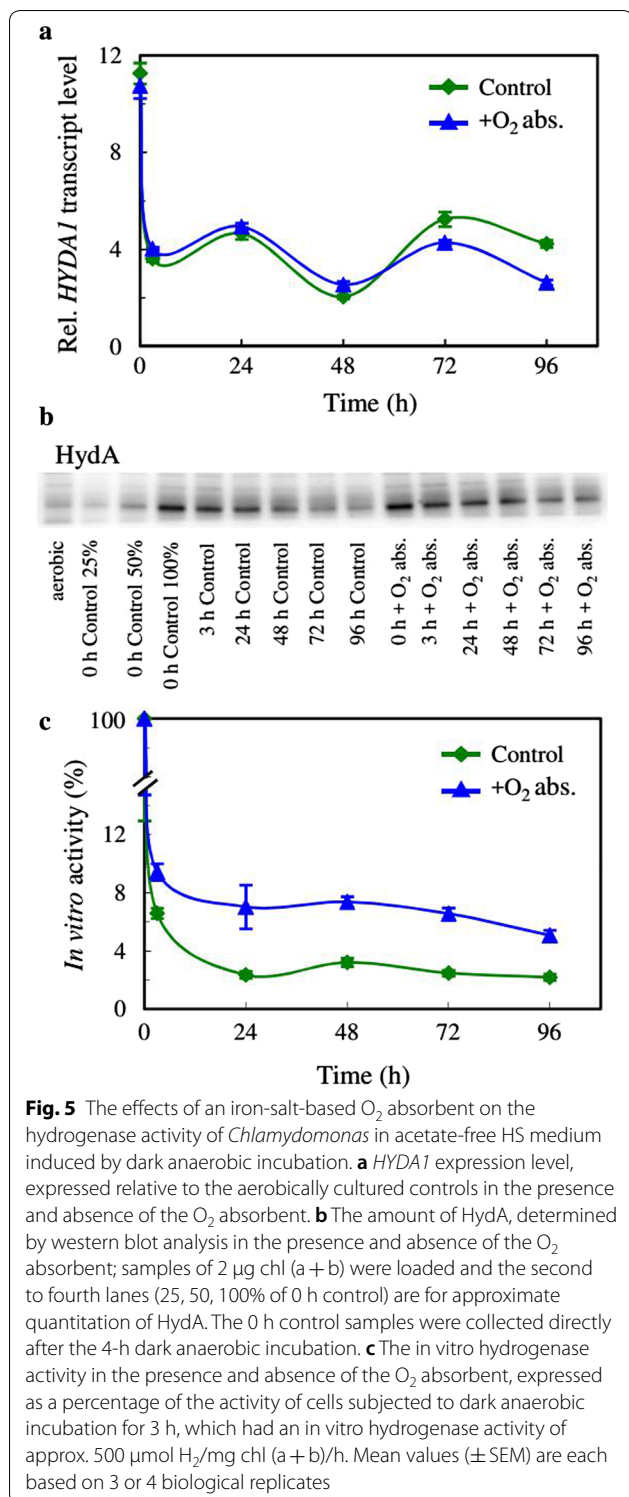 a
12
8
4
0
Rel. HYDA1 transcript level
Control
+O₂ abs.
0 24 48 72 96
Time (h)
b
HydA
aerobic
0 h Control 25%
0 h Control 50%
0 h Control 100%
3 h Control
24 h Control
48 h Control
72 h Control
96 h Control
0 h + O₂ abs.
3 h + O₂ abs.
24 h + O₂ abs.
48 h + O₂ abs.
72 h + O₂ abs.
96 h + O₂ abs.
c
100
12
8
4
0
In vitro activity (%)
Control
+O₂ abs.
0 24 48 72 96
Time (h)
Fig. 5 The effects of an iron-salt-based O₂ absorbent on the
hydrogenase activity of Chlamydomonas in acetate-free HS medium
induced by dark anaerobic incubation. a HYDA1 expression level,
expressed relative to the aerobically cultured controls in the presence
and absence of the O₂ absorbent. b The amount of HydA, determined
by western blot analysis in the presence and absence of the O₂
absorbent; samples of 2 µg chl (a + b) were loaded and the second
to fourth lanes (25, 50, 100% of 0 h control) are for approximate
quantitation of HydA. The 0 h control samples were collected directly
after the 4-h dark anaerobic incubation. c The in vitro hydrogenase
activity in the presence and absence of the O₂ absorbent, expressed
as a percentage of the activity of cells subjected to dark anaerobic
incubation for 3 h, which had an in vitro hydrogenase activity of
approx. 500 µmol H₂/mg chl (a + b)/h. Mean values (± SEM) are each
based on 3 or 4 biological replicates